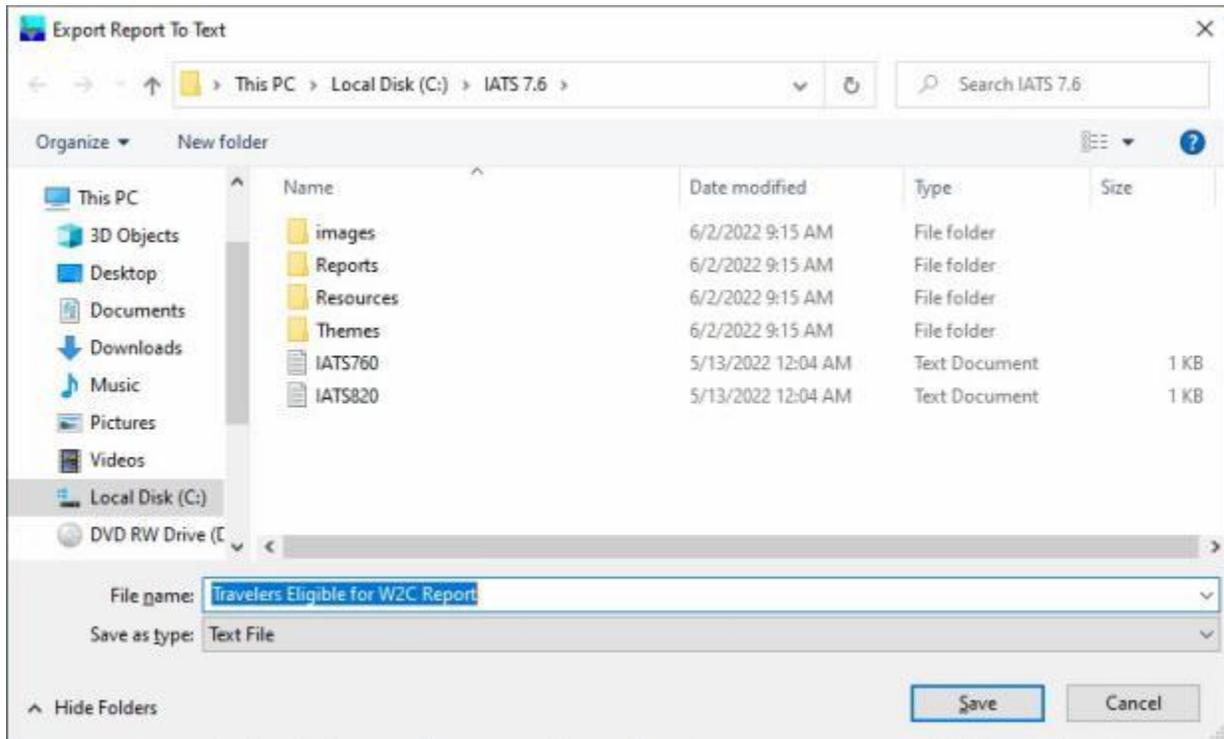 Export Report To Text
This PC > Local Disk (C:) > IATS 7.6 >
Search IATS 7.6
Organize
New folder
Name Date modified Type Size
This PC
3D Objects
Desktop
Documents
Downloads
Music
Pictures
Videos
Local Disk (C:)
DVD RW Drive (D
images 6/2/2022 9:15 AM File folder
Reports 6/2/2022 9:15 AM File folder
Resources 6/2/2022 9:15 AM File folder
Themes 6/2/2022 9:15 AM File folder
IATS760 5/13/2022 12:04 AM Text Document 1 KB
IATS820 5/13/2022 12:04 AM Text Document 1 KB
File name: Travelers Eligible for W2C Report
Save as type: Text File
Hide Folders
Save
Cancel